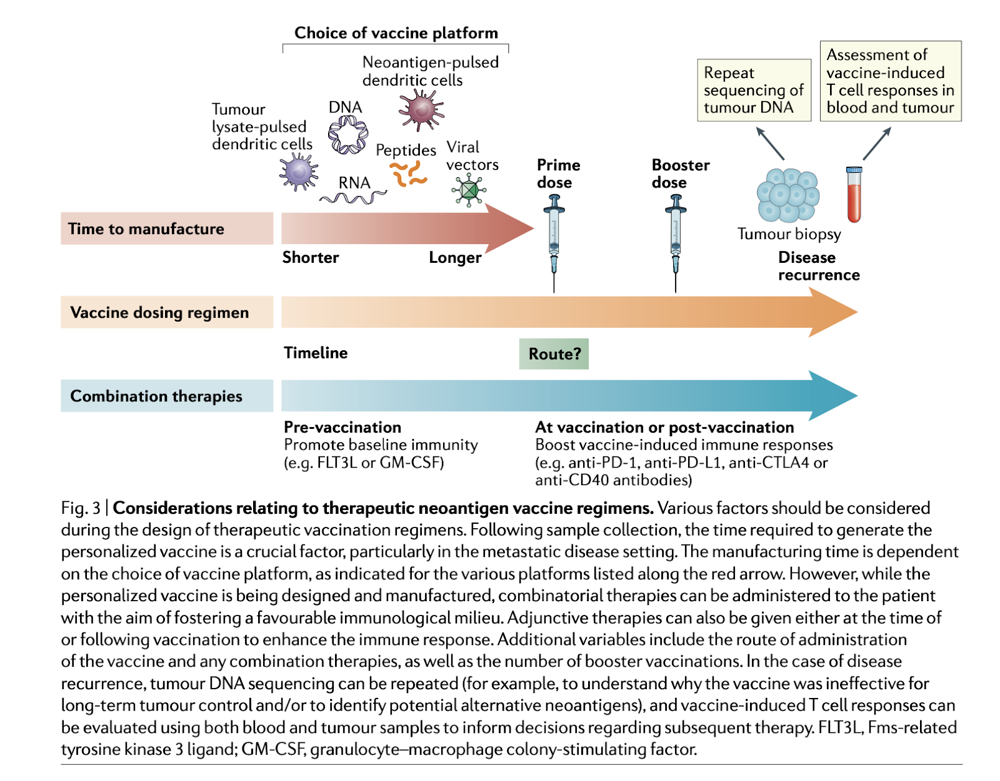 Choice of vaccine platform
Neoantigen-pulsed
dendritic cells
DNA
Tumour
lysate-pulsed
dendritic cells
Peptides
Viral
vectors
RNA
Prime
dose
Booster
dose
Repeat
sequencing of
tumour DNA
Assessment of
vaccine-induced
T cell responses in
blood and tumour
Tumour biopsy
Time to manufacture
Shorter
Longer
Disease
recurrence
Vaccine dosing regimen
Timeline
Route?
Combination therapies
Pre-vaccination
Promote baseline immunity
(e.g. FLT3L or GM-CSF)
At vaccination or post-vaccination
Boost vaccine-induced immune responses
(e.g. anti-PD-1, anti-PD-L1, anti-CTLA4 or
anti-CD40 antibodies)
Fig. 3 | Considerations relating to therapeutic neoantigen vaccine regimens. Various factors should be considered
during the design of therapeutic vaccination regimens. Following sample collection, the time required to generate the
personalized vaccine is a crucial factor, particularly in the metastatic disease setting. The manufacturing time is dependent
on the choice of vaccine platform, as indicated for the various platforms listed along the red arrow. However, while the
personalized vaccine is being designed and manufactured, combinatorial therapies can be administered to the patient
with the aim of fostering a favourable immunological milieu. Adjunctive therapies can also be given either at the time of
or following vaccination to enhance the immune response. Additional variables include the route of administration
of the vaccine and any combination therapies, as well as the number of booster vaccinations. In the case of disease
recurrence, tumour DNA sequencing can be repeated (for example, to understand why the vaccine was ineffective for
long-term tumour control and/or to identify potential alternative neoantigens), and vaccine-induced T cell responses can
be evaluated using both blood and tumour samples to inform decisions regarding subsequent therapy. FLT3L, Fms-related
tyrosine kinase 3 ligand; GM-CSF, granulocyte–macrophage colony-stimulating factor.